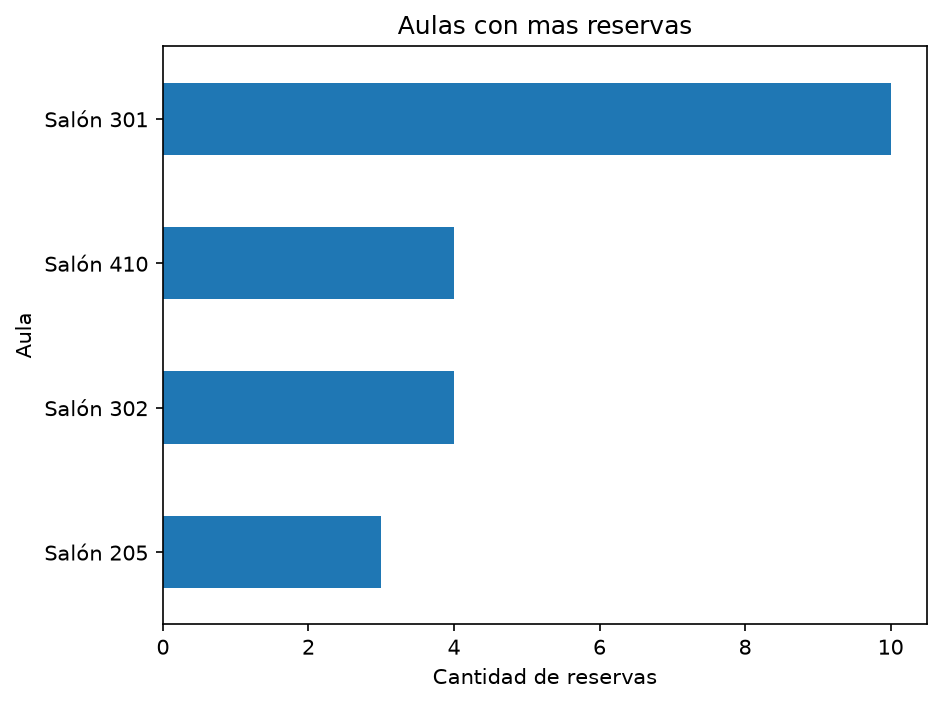 Aulas con mas reservas
Salón 301
Salón 410
Salón 302
Salón 205
Aula
0 2 4 6 8 10
Cantidad de reservas